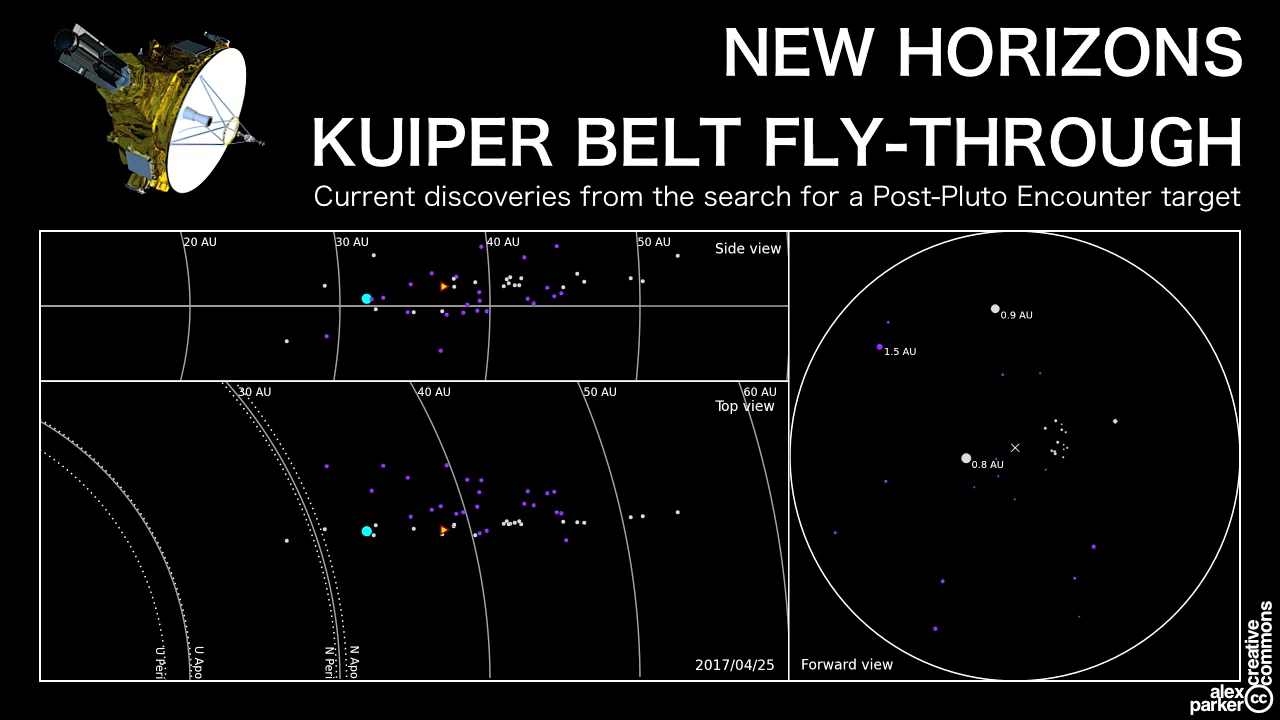 NEW HORIZONS
KUIPER BELT FLY-THROUGH
Current discoveries from the search for a Post-Pluto Encounter target
20 AU
30 AU
40 AU
50 AU
Side view
30 AU
40 AU
50 AU
60 AU
Top view
U Peri
U Apo
N Peri
N Apo
2017/04/25
0.9 AU
1.5 AU
0.8 AU
Forward view
creative
commons
cc
alex
parker